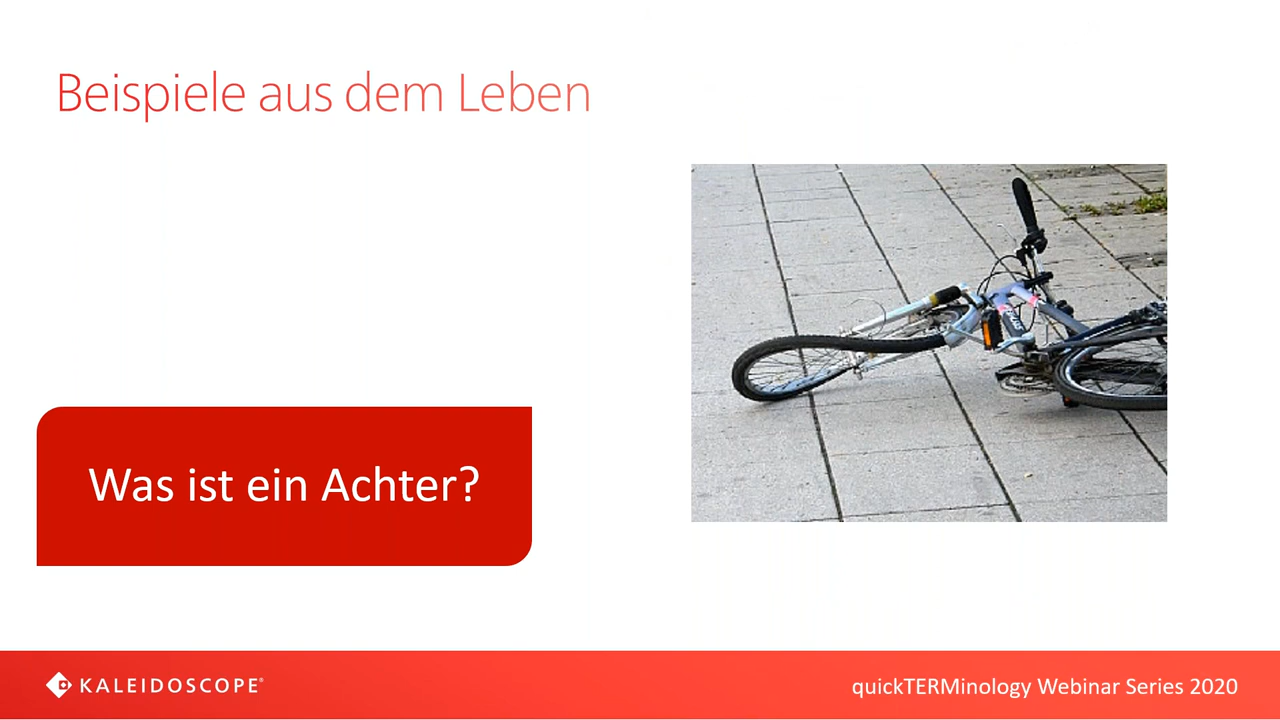 Beispiele aus dem Leben
Was ist ein Achter?
KALEIDOSCOPE®
quickTERMinology Webinar Series 2020